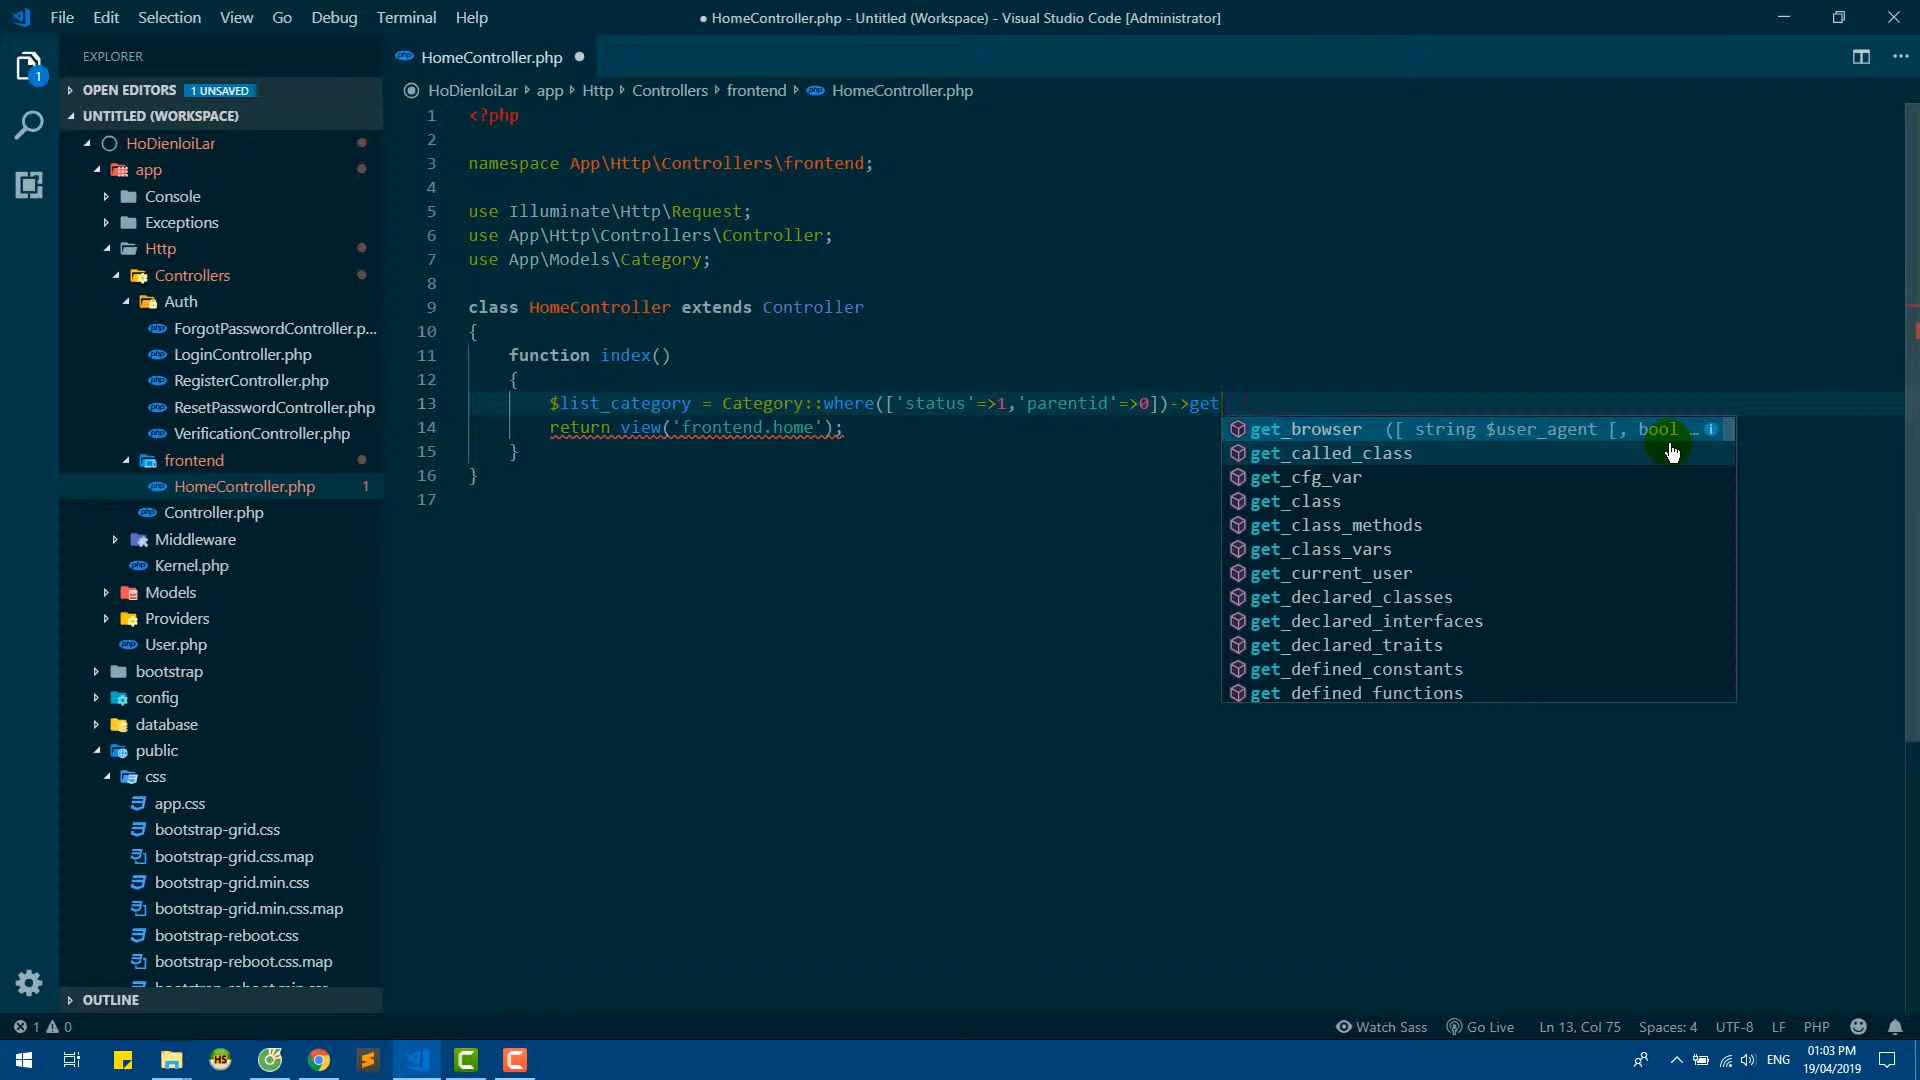 File Edit Selection View Go Debug Terminal Help
● HomeController.php - Untitled (Workspace) - Visual Studio Code [Administrator]
EXPLORER
OPEN EDITORS 1 UNSAVED
UNTITLED (WORKSPACE)
HoDienloiLar
app
Console
Exceptions
Http
Controllers
Auth
ForgotPasswordController.p...
LoginController.php
RegisterController.php
ResetPasswordController.php
VerificationController.php
frontend
HomeController.php 1
Controller.php
Middleware
Kernel.php
Models
Providers
User.php
bootstrap
config
database
public
css
app.css
bootstrap-grid.css
bootstrap-grid.css.map
bootstrap-grid.min.css
bootstrap-grid.min.css.map
bootstrap-reboot.css
bootstrap-reboot.css.map
OUTLINE
HomeController.php
HoDienloiLar app Http Controllers frontend HomeController.php
1 <?php
2
3 namespace App\Http\Controllers\frontend;
4
5 use Illuminate\Http\Request;
6 use App\Http\Controllers\Controller;
7 use App\Models\Category;
8
9 class HomeController extends Controller
10 {
11 function index()
12 {
13 $list_category = Category::where(['status'=>1,'parentid'=>0])->get
14 return view('frontend.home');
15 }
16 }
17
get_browser ([ string $user_agent [, bool …
get_called_class
get_cfg_var
get_class
get_class_methods
get_class_vars
get_current_user
get_declared_classes
get_declared_interfaces
get_declared_traits
get_defined_constants
get_defined_functions
1 0 Watch Sass Go Live Ln 13, Col 75 Spaces: 4 UTF-8 LF PHP
ENG
01:03 PM
19/04/2019